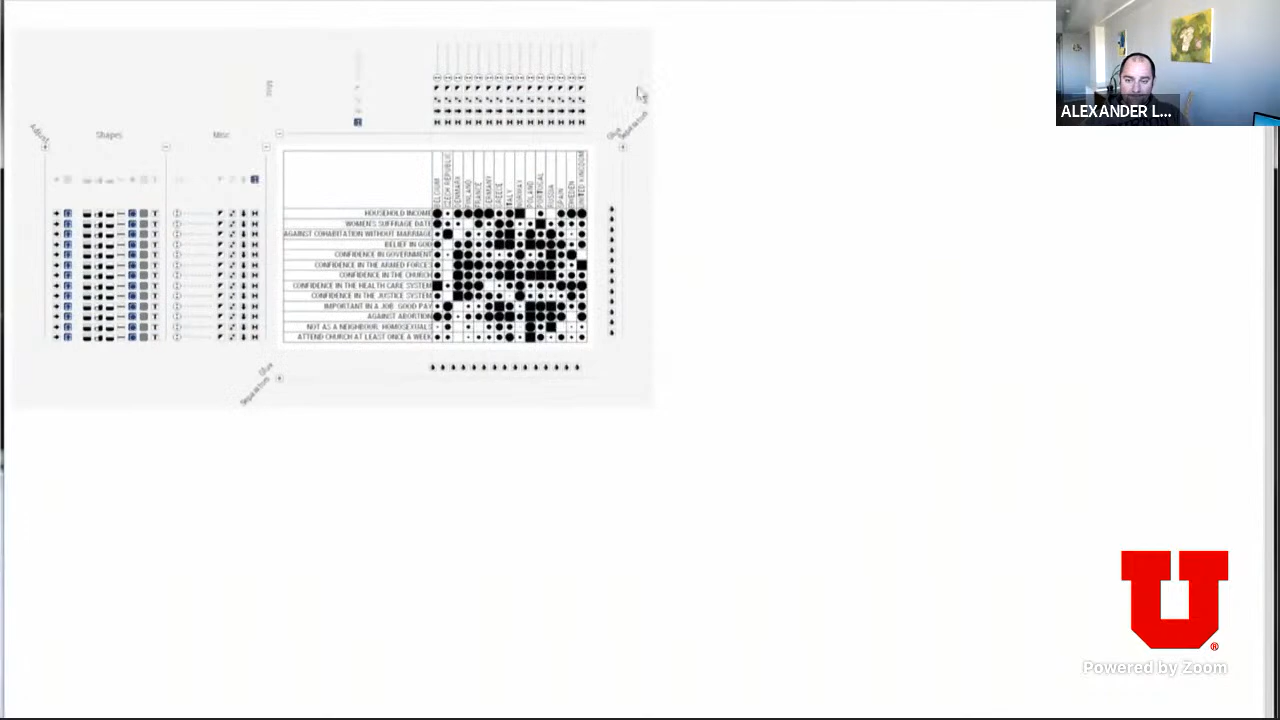 ALEXANDER L...
Shapes
Misc
BELGIUM
CZECH REPUBLIC
DENMARK
FINLAND
FRANCE
GERMANY
GREECE
ITALY
NORWAY
POLAND
PORTUGAL
RUSSIA
SPAIN
SWEDEN
UNITED KINGDOM
HOUSEHOLD INCOME
WOMEN'S SUFFRAGE DATE
AGAINST COHABITATION WITHOUT MARRIAGE
BELIEF IN GOD
CONFIDENCE IN GOVERNMENT
CONFIDENCE IN THE ARMED FORCES
CONFIDENCE IN THE CHURCH
CONFIDENCE IN THE HEALTH CARE SYSTEM
CONFIDENCE IN THE JUSTICE SYSTEM
IMPORTANT IN A JOB: GOOD PAY
AGAINST ABORTION
NOT AS A NEIGHBOUR: HOMOSEXUALS
ATTEND CHURCH AT LEAST ONCE A WEEK
Glue
U
®
Powered by Zoom